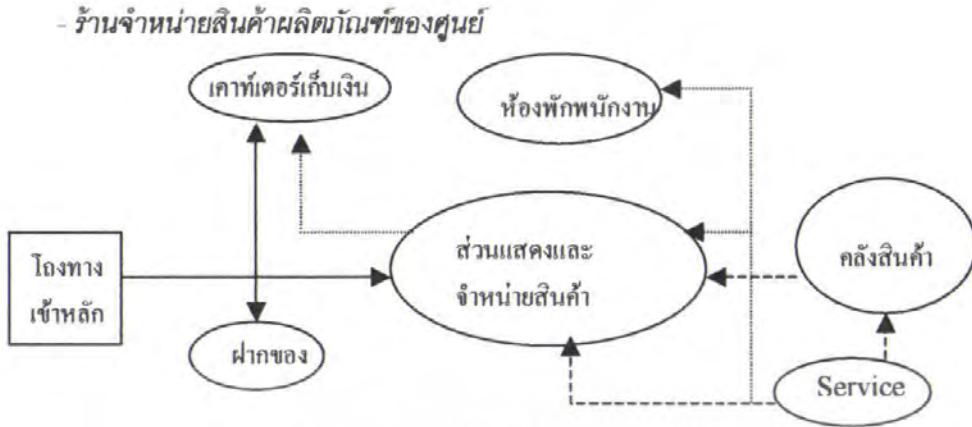 - ร้านจำหน่ายสินค้าผลิตภัณฑ์ของศูนย์
เคาท์เตอร์เก็บเงิน
ห้องพักพนักงาน
ส่วนแสดงและ
จำหน่ายสินค้า
คลังสินค้า
โถงทาง
เข้าหลัก
ฝากของ
Service